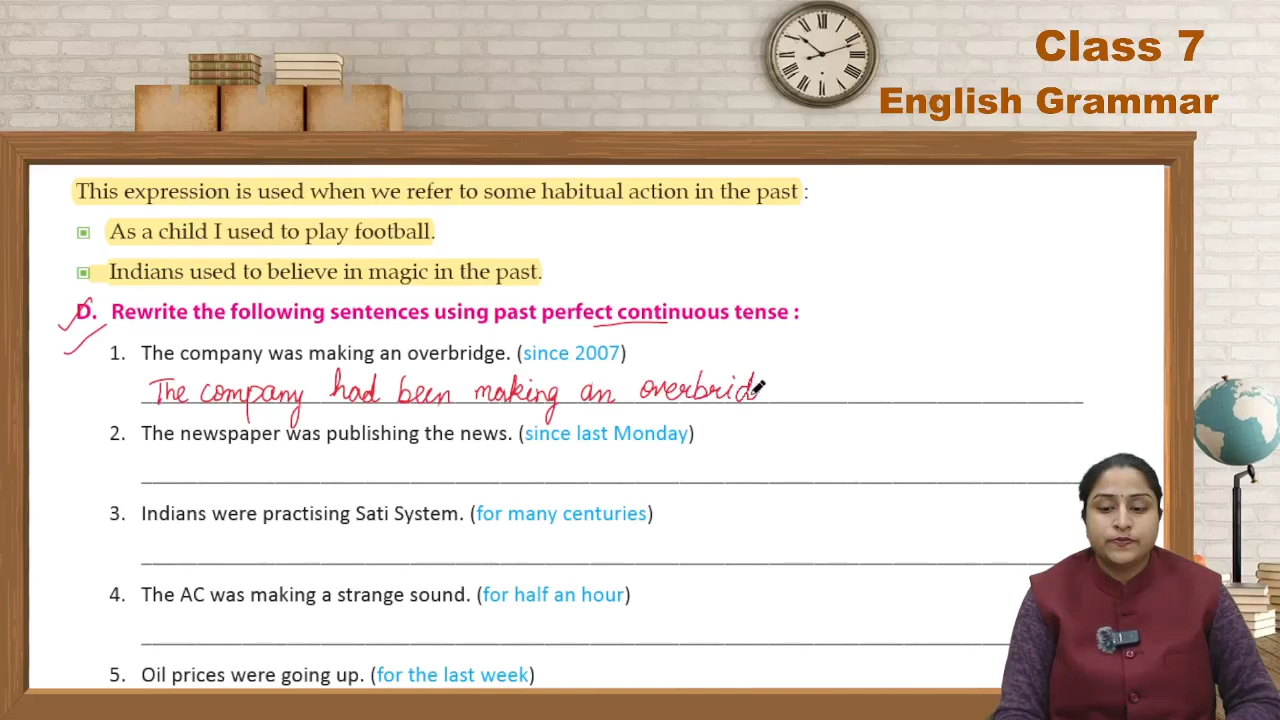 Class 7
English Grammar
This expression is used when we refer to some habitual action in the past :
As a child I used to play football.
Indians used to believe in magic in the past.
D. Rewrite the following sentences using past perfect continuous tense :
1. The company was making an overbridge. (since 2007)
The company had been making an overbrid
2. The newspaper was publishing the news. (since last Monday)
3. Indians were practising Sati System. (for many centuries)
4. The AC was making a strange sound. (for half an hour)
5. Oil prices were going up. (for the last week)